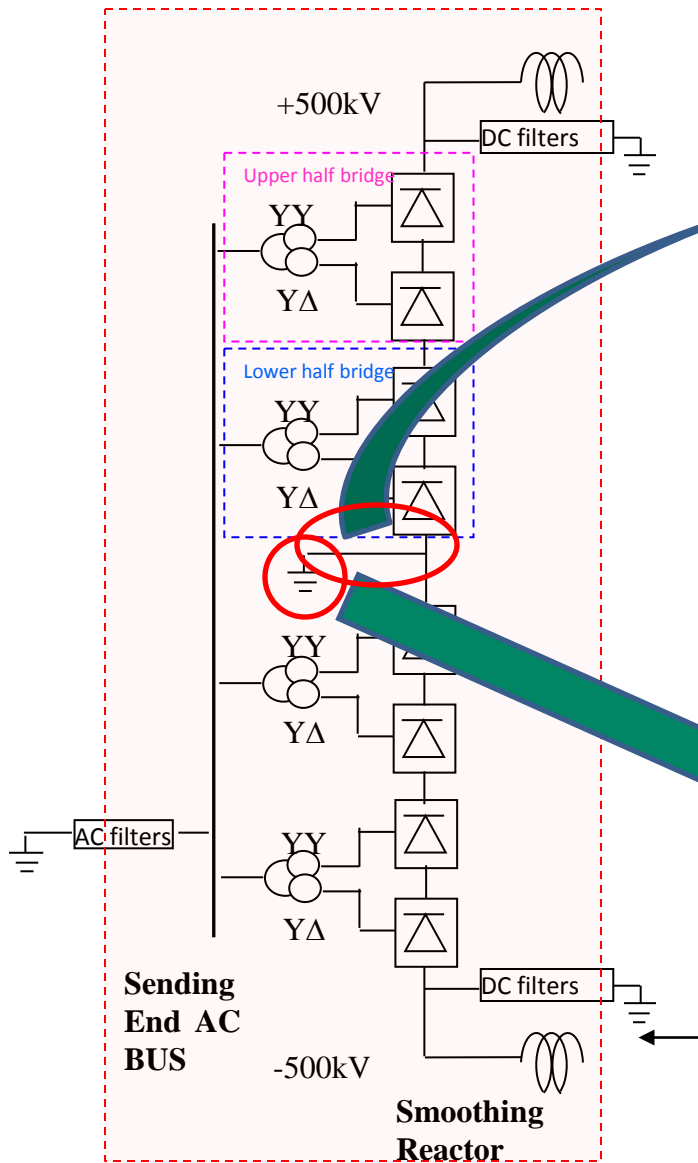 +500kV
DC filters
Upper half bridge
YY
YΔ
Lower half bridge
YY
YΔ
YY
YΔ
AC filters
YY
YΔ
Sending
End AC
BUS
DC filters
-500kV
Smoothing
Reactor